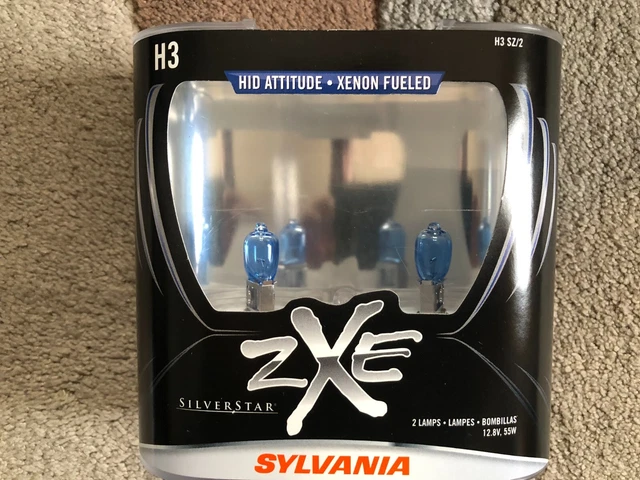 H3
H3 SZ/2
HID ATTITUDE • XENON FUELED
ZXE
SILVERSTAR®
2 LAMPS • LAMPES • BOMBILLAS
12.8V, 55W
SYLVANIA